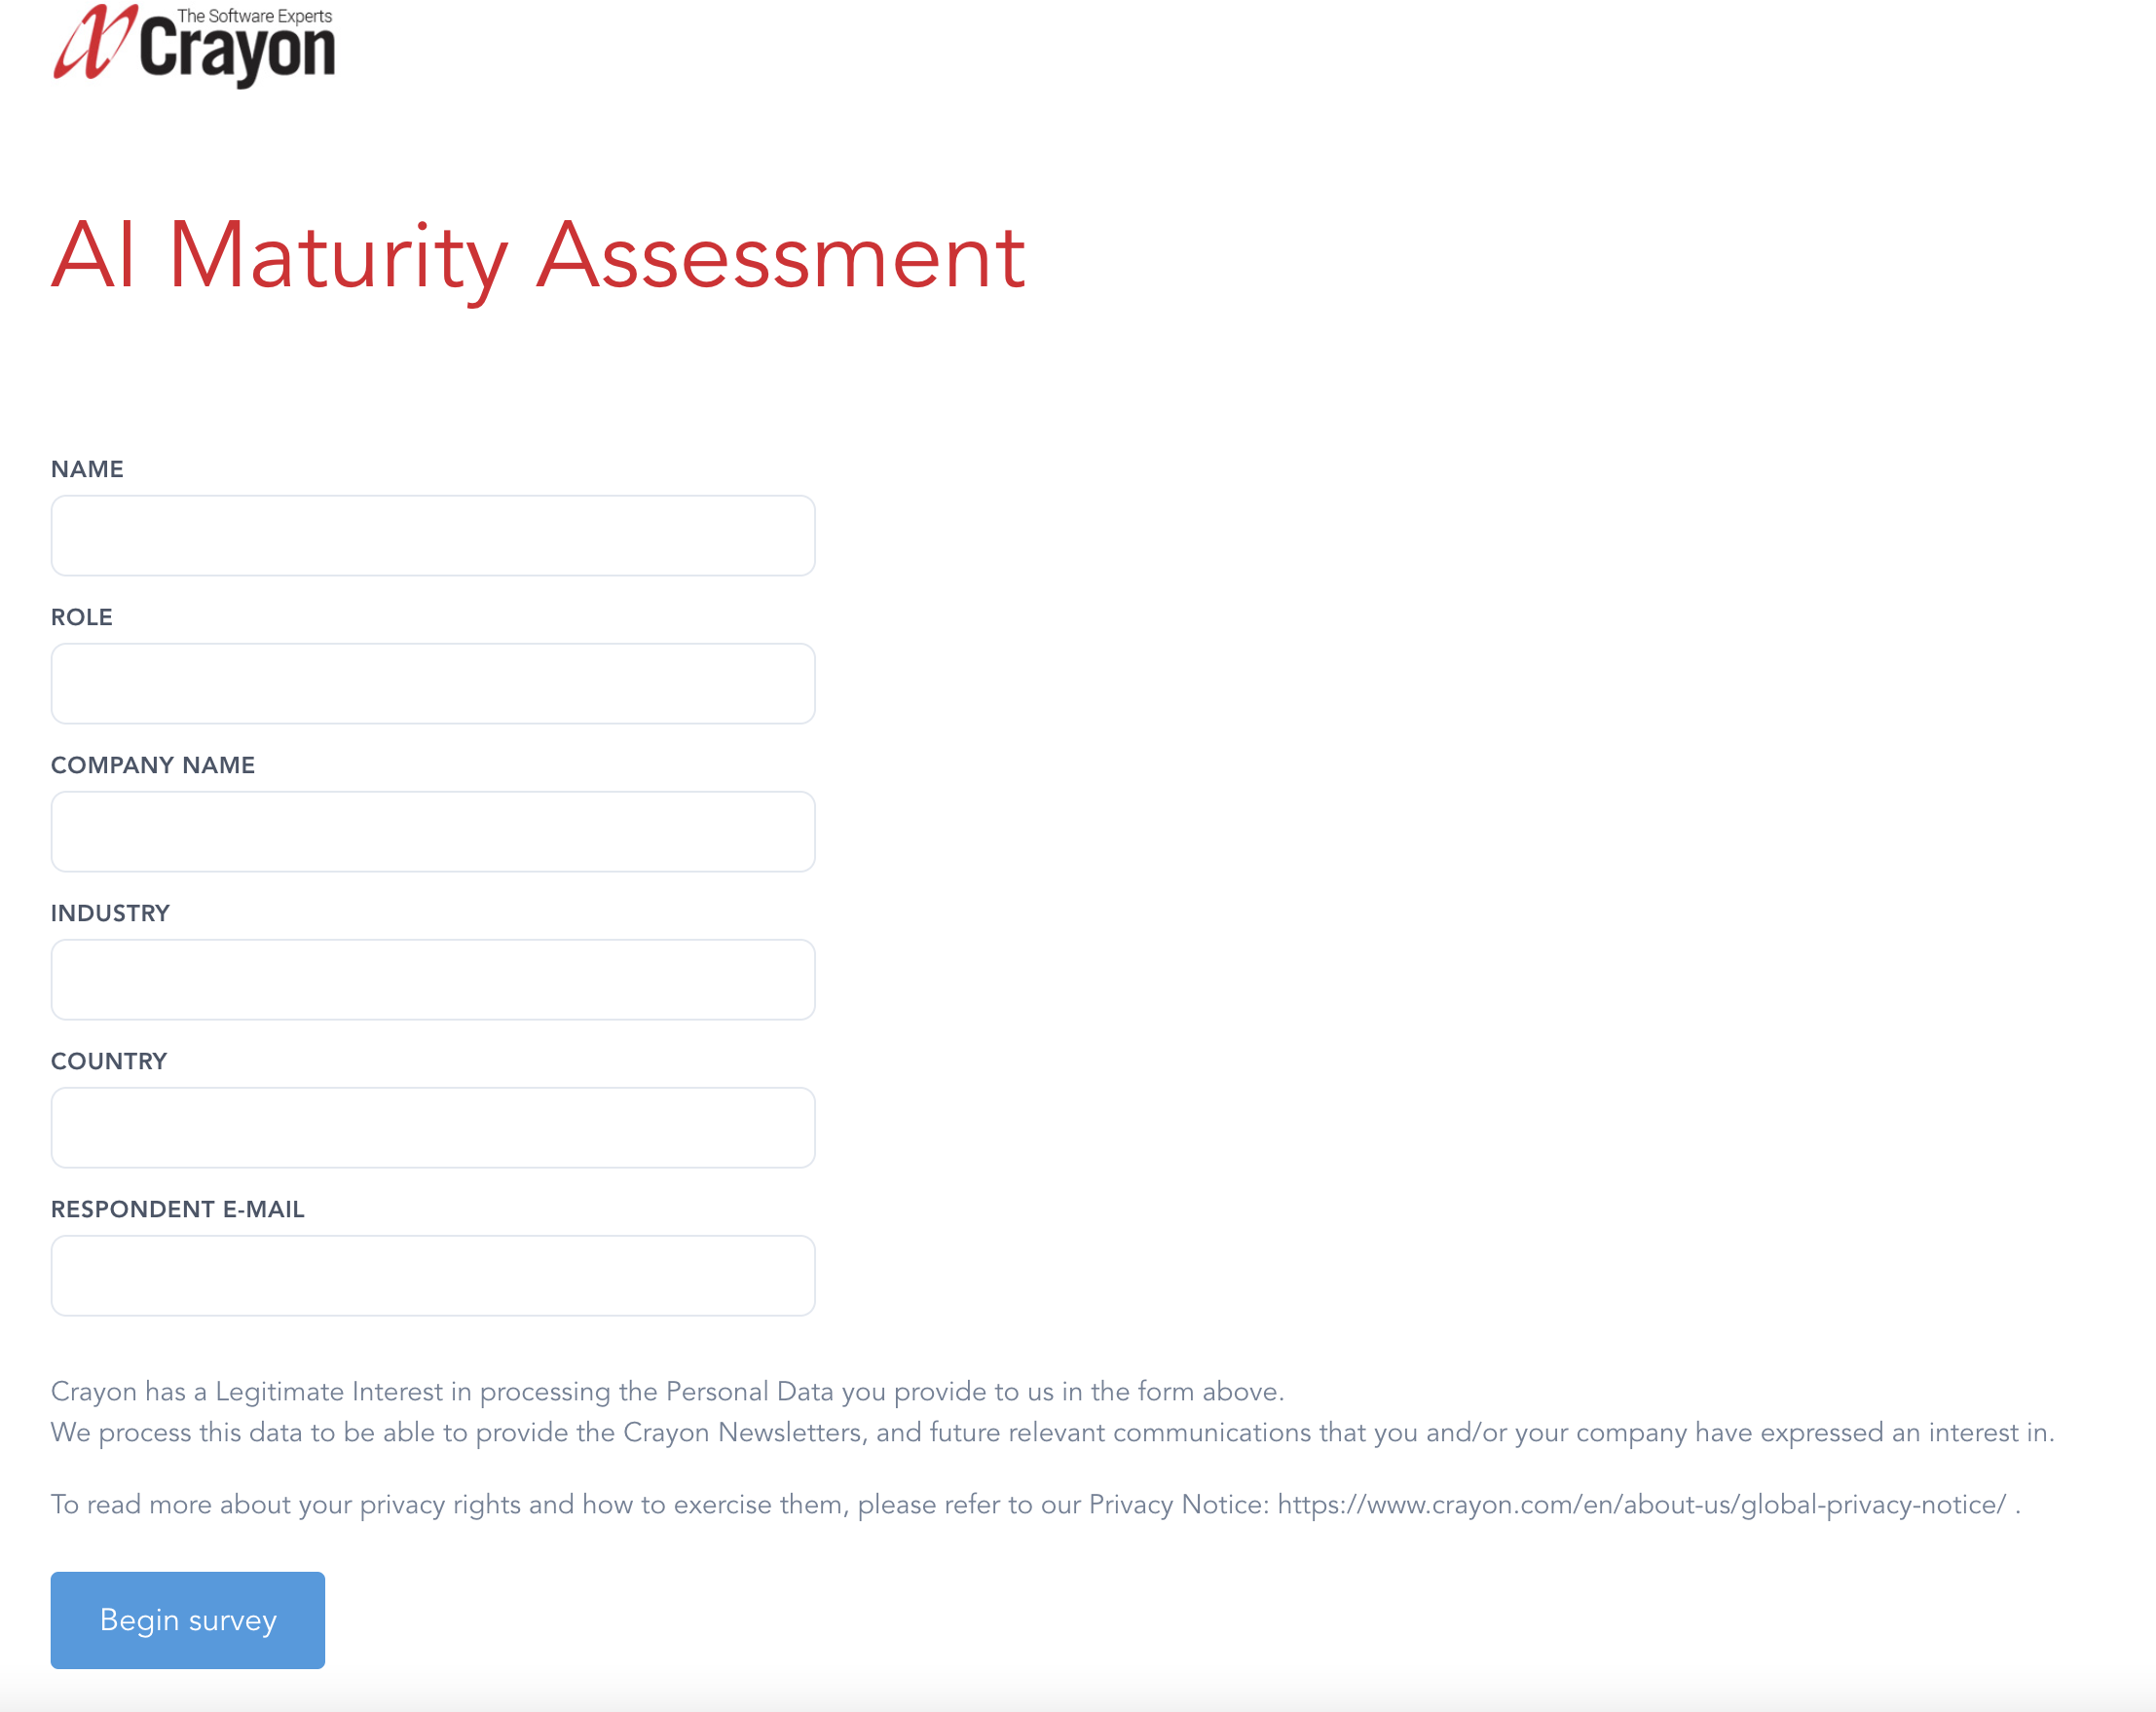 The Software Experts
Crayon
AI Maturity Assessment
NAME
ROLE
COMPANY NAME
INDUSTRY
COUNTRY
RESPONDENT E-MAIL
Crayon has a Legitimate Interest in processing the Personal Data you provide to us in the form above.
We process this data to be able to provide the Crayon Newsletters, and future relevant communications that you and/or your company have expressed an interest in.
To read more about your privacy rights and how to exercise them, please refer to our Privacy Notice: https://www.crayon.com/en/about-us/global-privacy-notice/ .
Begin survey